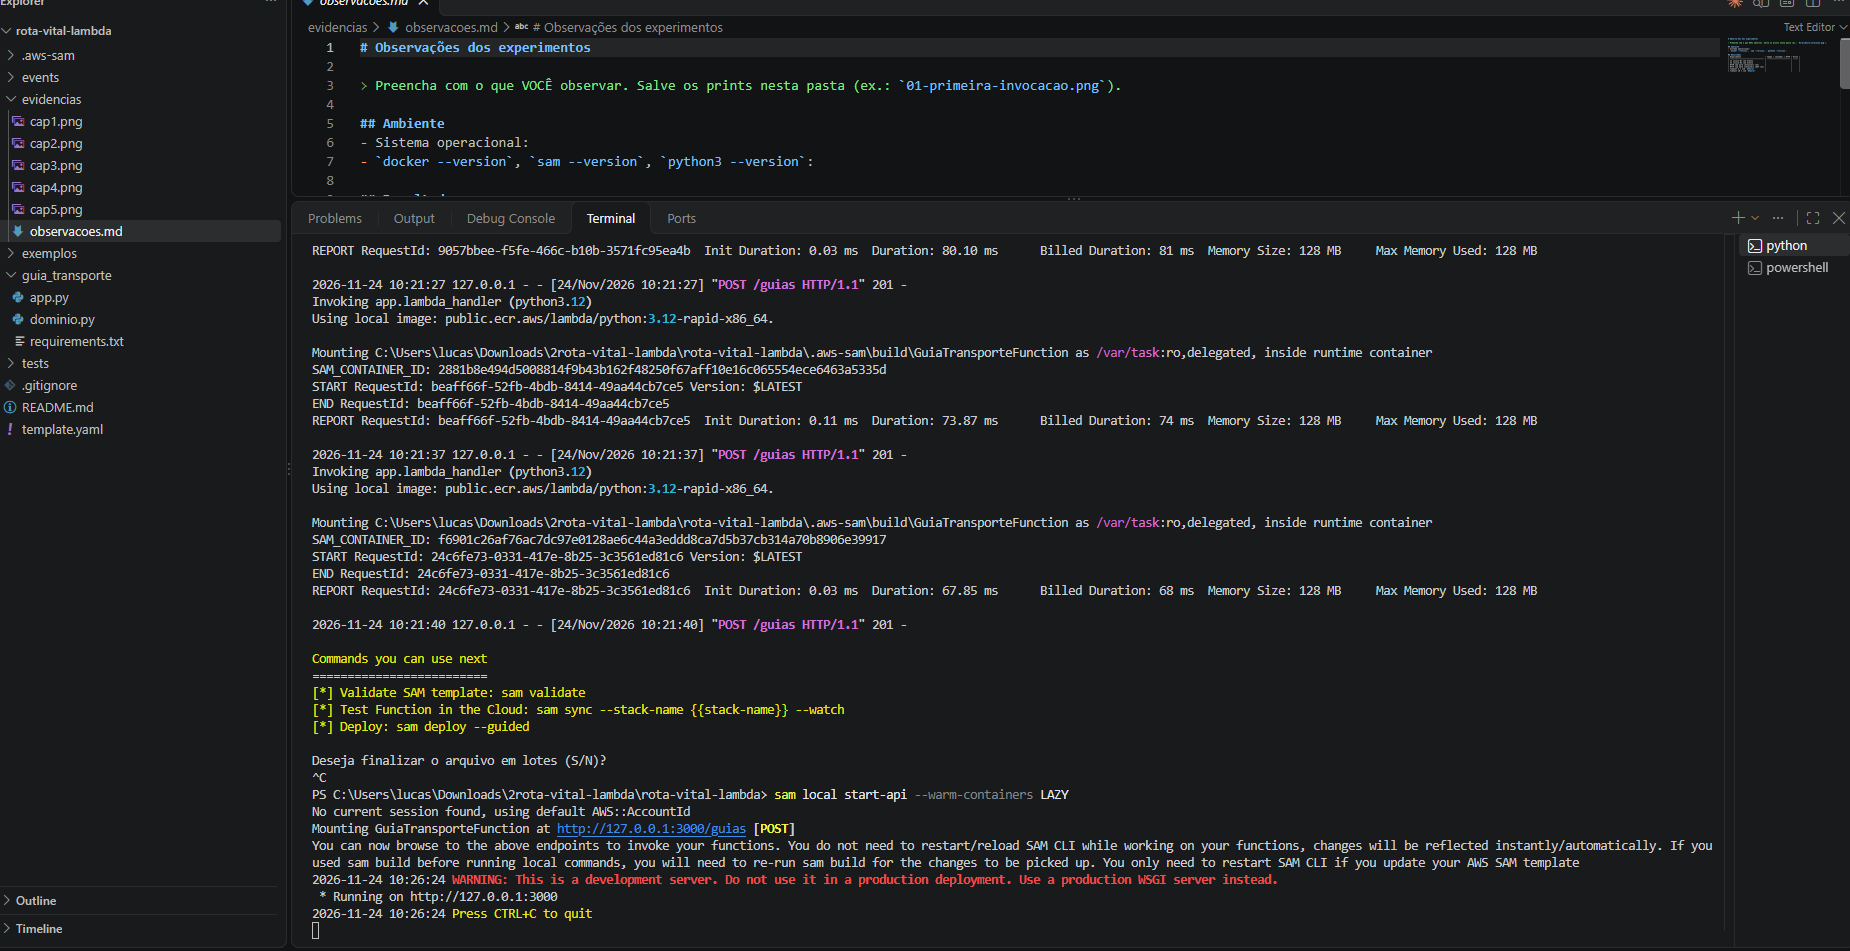 Explorer
rota-vital-lambda
.aws-sam
events
evidencias
cap1.png
cap2.png
cap3.png
cap4.png
cap5.png
observacoes.md
exemplos
guia_transporte
app.py
dominio.py
requirements.txt
tests
.gitignore
README.md
template.yaml
Outline
Timeline
observacoes.md
evidencias > observacoes.md > abc # Observações dos experimentos
Text Editor
1 # Observações dos experimentos
2
3 > Preencha com o que VOCÊ observar. Salve os prints nesta pasta (ex.: `01-primeira-invocacao.png`).
4
5 ## Ambiente
6 - Sistema operacional:
7 - `docker --version`, `sam --version`, `python3 --version`:
8
Problems Output Debug Console Terminal Ports
python
powershell
REPORT RequestId: 9057bbee-f5fe-466c-b10b-3571fc95ea4b Init Duration: 0.03 ms Duration: 80.10 ms Billed Duration: 81 ms Memory Size: 128 MB Max Memory Used: 128 MB
2026-11-24 10:21:27 127.0.0.1 - - [24/Nov/2026 10:21:27] "POST /guias HTTP/1.1" 201 -
Invoking app.lambda_handler (python3.12)
Using local image: public.ecr.aws/lambda/python:3.12-rapid-x86_64.
Mounting C:\Users\lucas\Downloads\2rota-vital-lambda\rota-vital-lambda\.aws-sam\build\GuiaTransporteFunction as /var/task:ro,delegated, inside runtime container
SAM_CONTAINER_ID: 2881b8e494d5008814f9b43b162f48250f67aff10e16c065554ece6463a5335d
START RequestId: beaff66f-52fb-4bdb-8414-49aa44cb7ce5 Version: $LATEST
END RequestId: beaff66f-52fb-4bdb-8414-49aa44cb7ce5
REPORT RequestId: beaff66f-52fb-4bdb-8414-49aa44cb7ce5 Init Duration: 0.11 ms Duration: 73.87 ms Billed Duration: 74 ms Memory Size: 128 MB Max Memory Used: 128 MB
2026-11-24 10:21:37 127.0.0.1 - - [24/Nov/2026 10:21:37] "POST /guias HTTP/1.1" 201 -
Invoking app.lambda_handler (python3.12)
Using local image: public.ecr.aws/lambda/python:3.12-rapid-x86_64.
Mounting C:\Users\lucas\Downloads\2rota-vital-lambda\rota-vital-lambda\.aws-sam\build\GuiaTransporteFunction as /var/task:ro,delegated, inside runtime container
SAM_CONTAINER_ID: f6901c26af76ac7dc97e0128ae6c44a3eddd8ca7d5b37cb314a70b8906e39917
START RequestId: 24c6fe73-0331-417e-8b25-3c3561ed81c6 Version: $LATEST
END RequestId: 24c6fe73-0331-417e-8b25-3c3561ed81c6
REPORT RequestId: 24c6fe73-0331-417e-8b25-3c3561ed81c6 Init Duration: 0.03 ms Duration: 67.85 ms Billed Duration: 68 ms Memory Size: 128 MB Max Memory Used: 128 MB
2026-11-24 10:21:40 127.0.0.1 - - [24/Nov/2026 10:21:40] "POST /guias HTTP/1.1" 201 -
Commands you can use next
=========================
[*] Validate SAM template: sam validate
[*] Test Function in the Cloud: sam sync --stack-name {{stack-name}} --watch
[*] Deploy: sam deploy --guided
Deseja finalizar o arquivo em lotes (S/N)?
^C
PS C:\Users\lucas\Downloads\2rota-vital-lambda\rota-vital-lambda> sam local start-api --warm-containers LAZY
No current session found, using default AWS::AccountId
Mounting GuiaTransporteFunction at http://127.0.0.1:3000/guias [POST]
You can now browse to the above endpoints to invoke your functions. You do not need to restart/reload SAM CLI while working on your functions, changes will be reflected instantly/automatically. If you
used sam build before running local commands, you will need to re-run sam build for the changes to be picked up. You only need to restart SAM CLI if you update your AWS SAM template
2026-11-24 10:26:24 WARNING: This is a development server. Do not use it in a production deployment. Use a production WSGI server instead.
 * Running on http://127.0.0.1:3000
2026-11-24 10:26:24 Press CTRL+C to quit